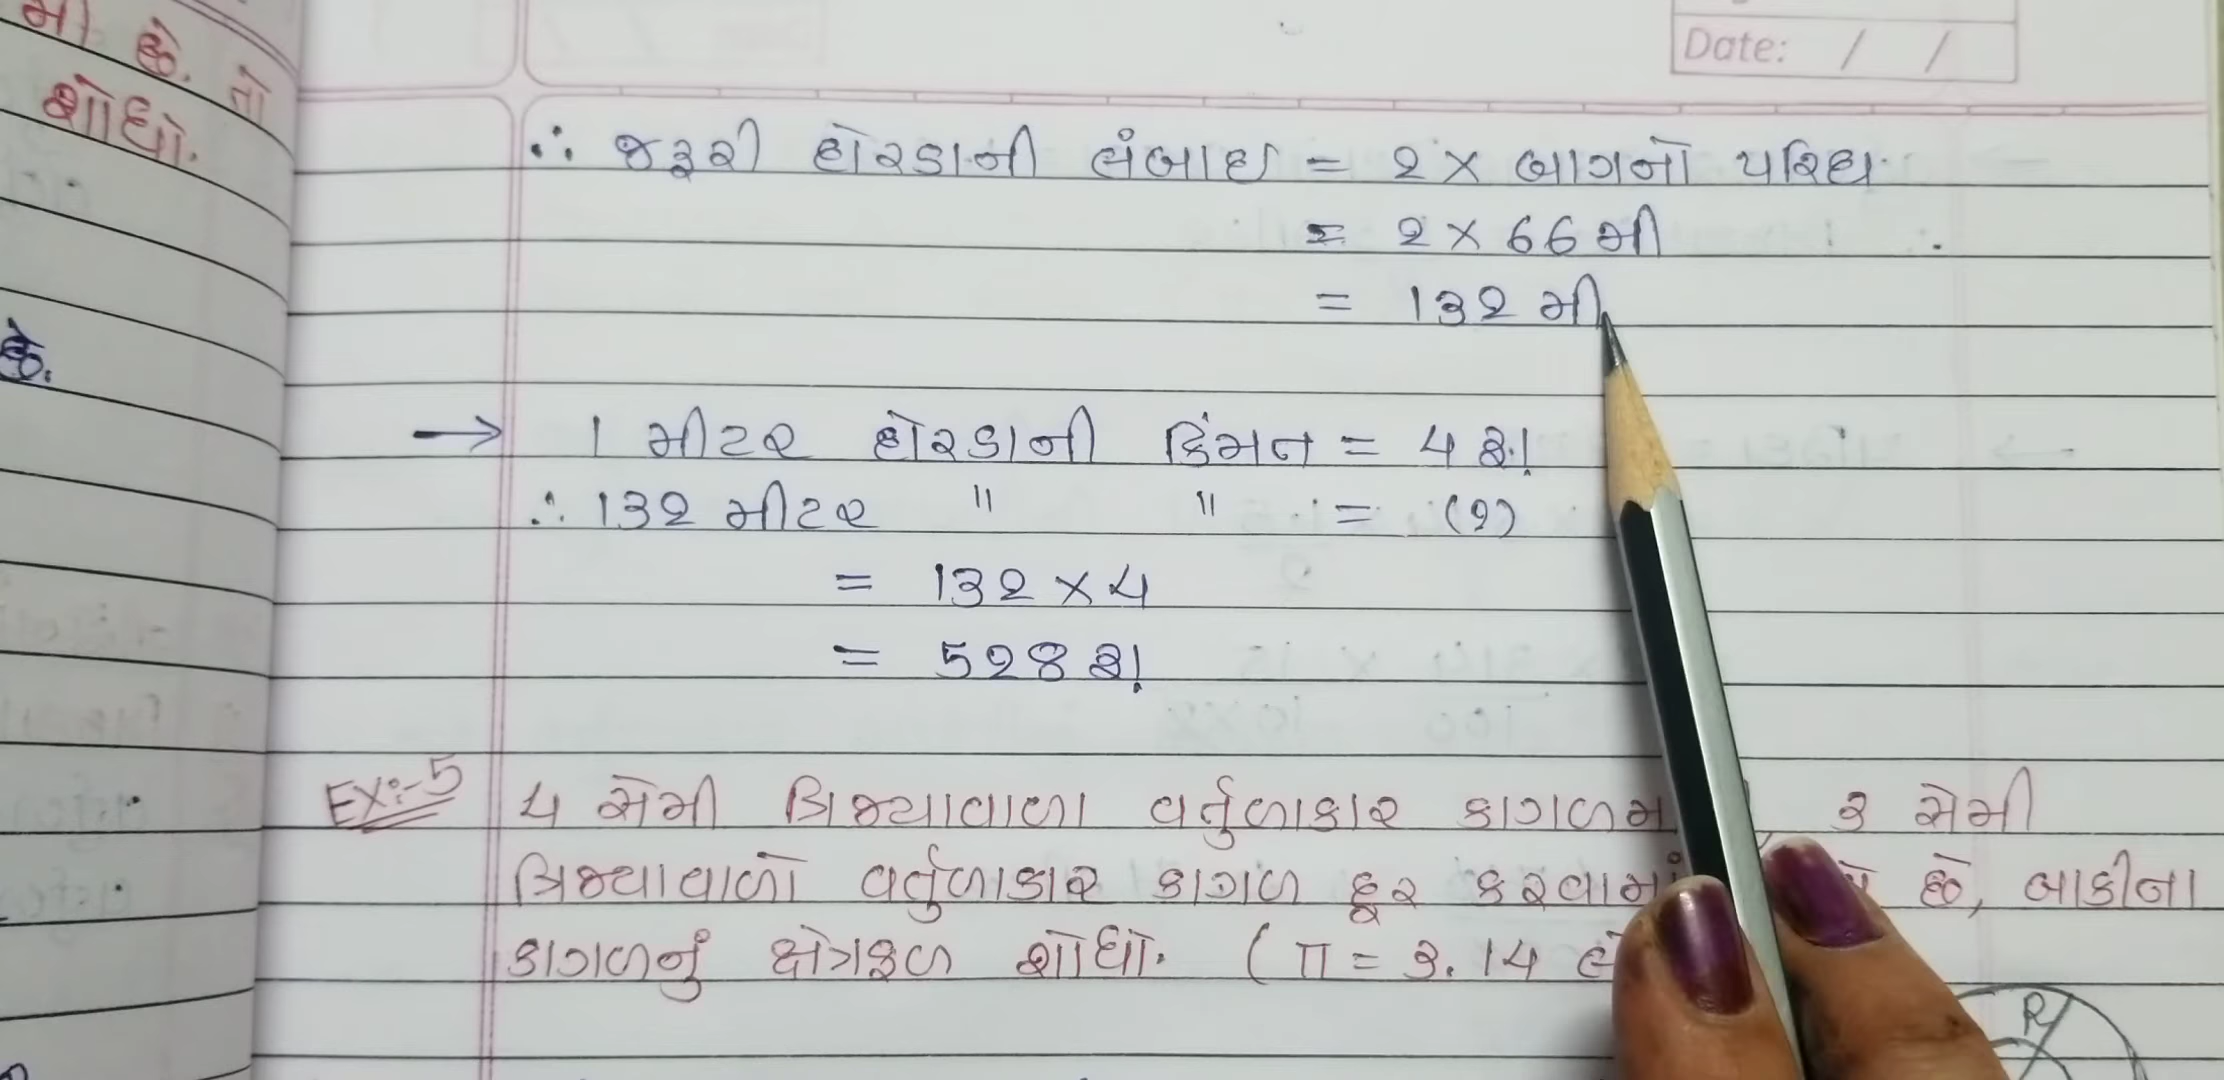 માં છે. તો
શોધો.
છે.
Date: / /
∴ જરૂરી દોરડાની લંબાઇ = 2 × બાગનો પરિઘ
= 2 × 66 મી
= 132 મી
→ 1 મીટર દોરડાની કિંમત = 4 રૂ!
∴ 132 મીટર " " = (?)
= 132 × 4
= 528 રૂ!
EX:-5 4 સેમી ત્રિજ્યાવાળા વર્તુળાકાર કાગળમાં 3 સેમી
ત્રિજ્યાવાળો વર્તુળાકાર કાગળ દૂર કરવામાં છે, બાકીના
કાગળનું ક્ષેત્રફળ શોધો. (π = 3.14
R